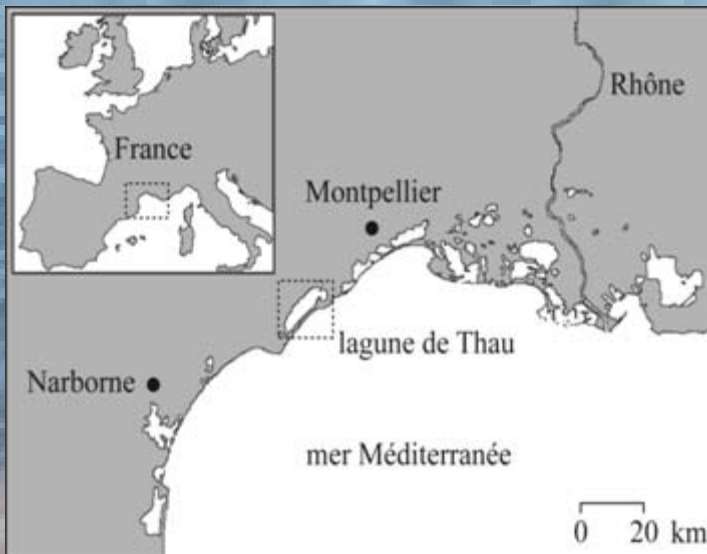 France
Rhône
Montpellier
lagune de Thau
Narborne
mer Méditerranée
0 20 km